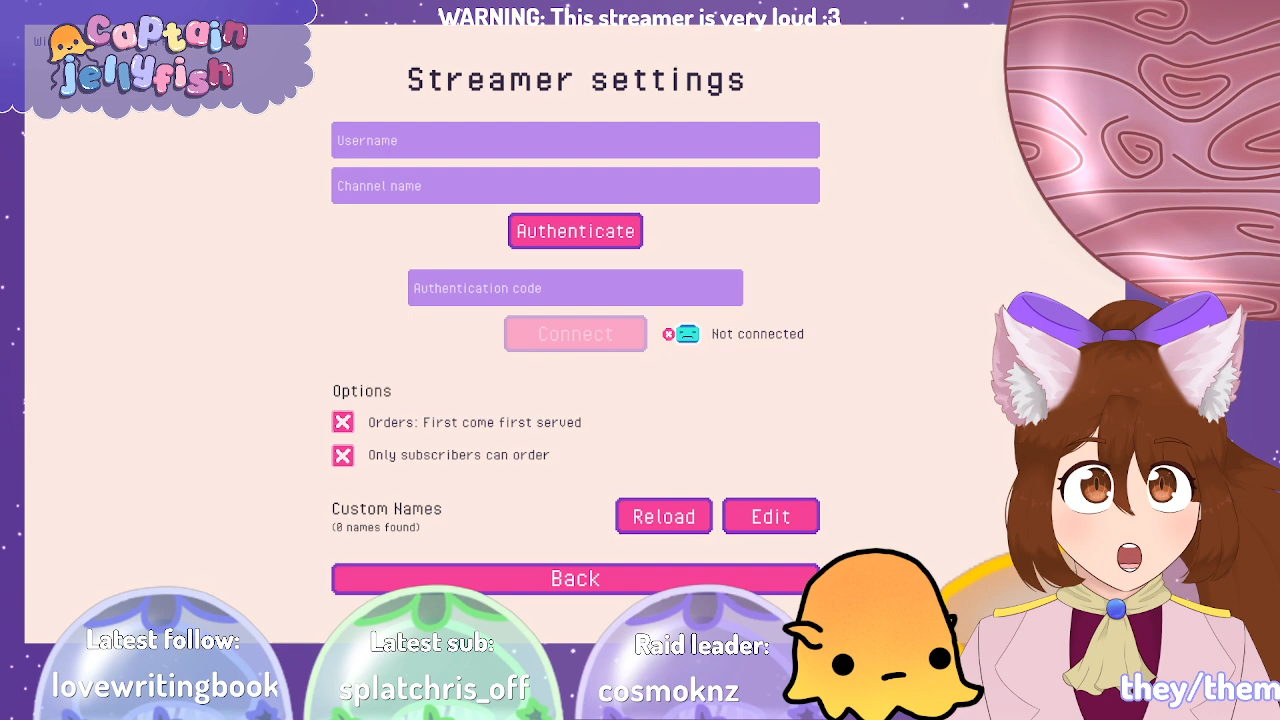 WARNING: This streamer is very loud :3
Captain
jellyfish
Streamer settings
Username
Channel name
Authenticate
Authentication code
Connect
Not connected
Options
Orders: First come first served
Only subscribers can order
Custom Names
(0 names found)
Reload
Edit
Back
Latest follow:
lovewritingbook
Latest sub:
splatchris_off
Raid leader:
cosmoknz
they/them